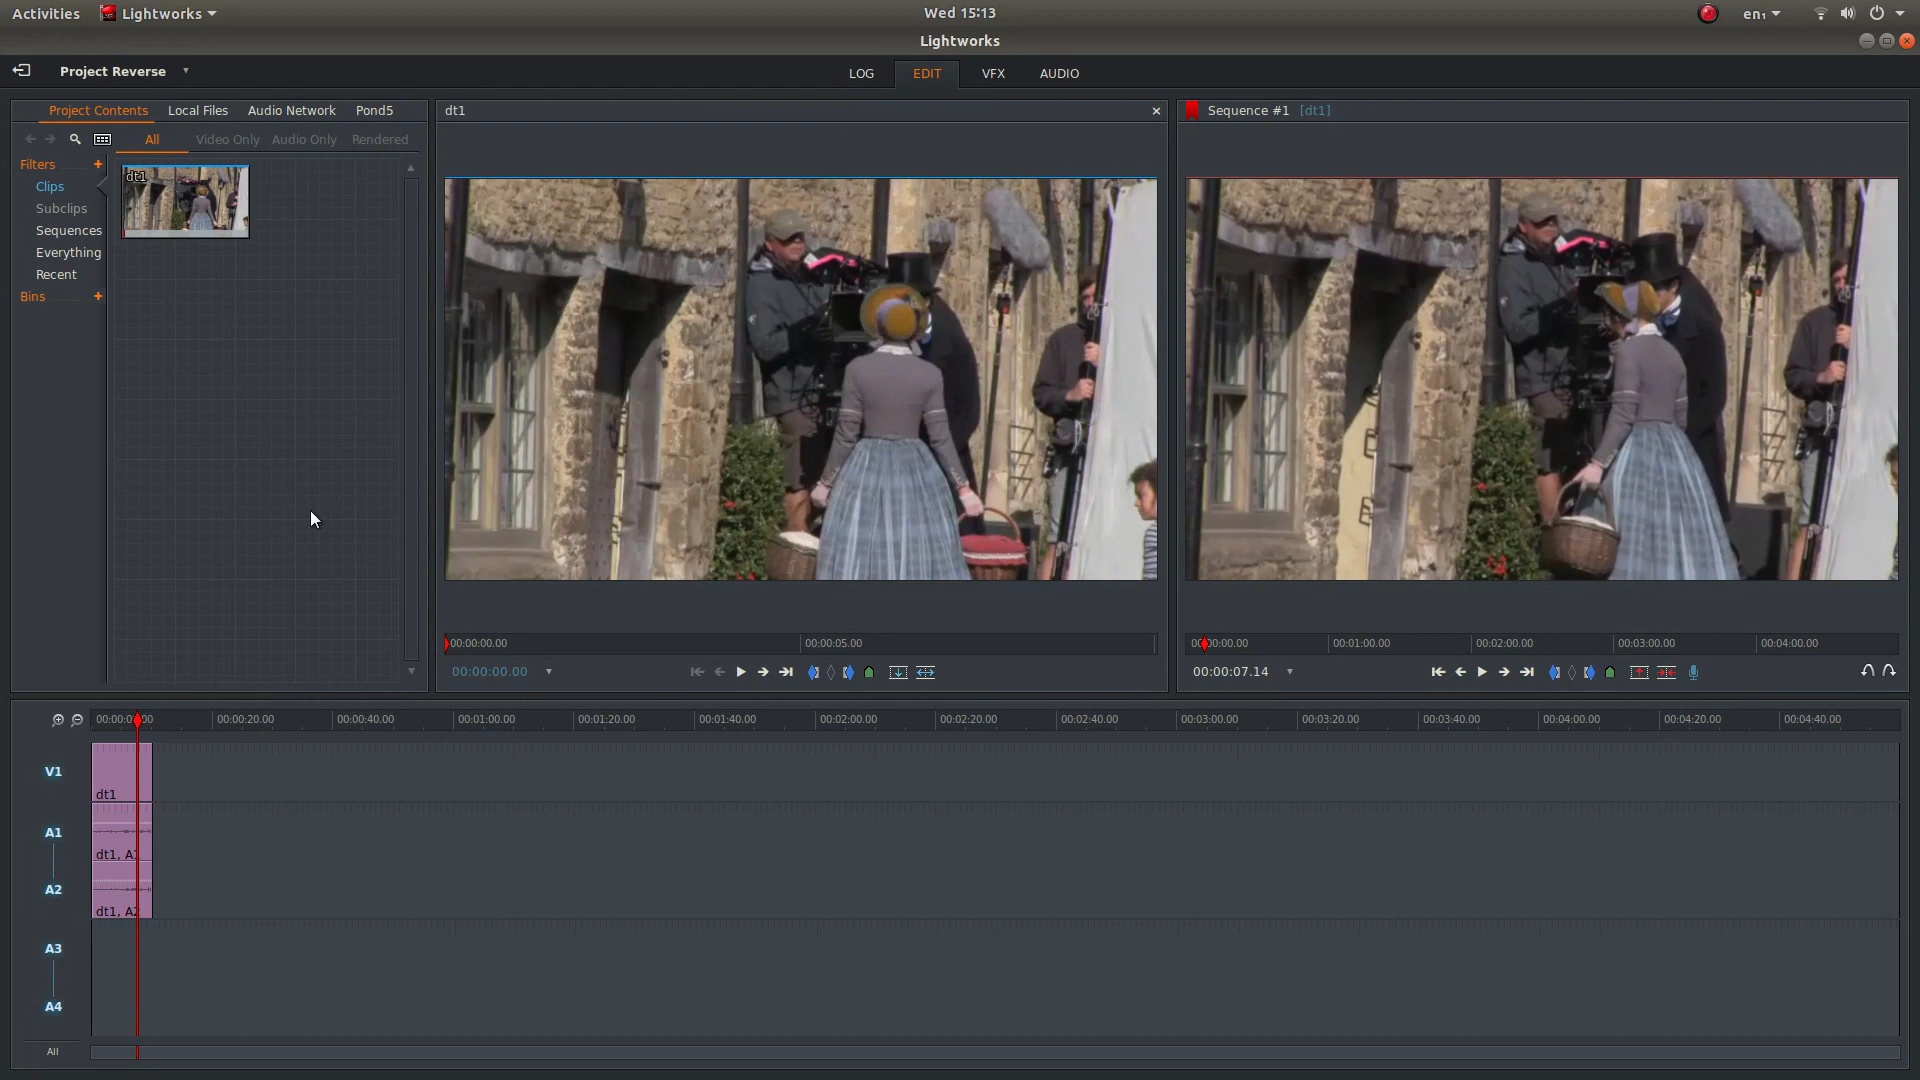 Activities Lightworks Wed 15:13 en₁
Lightworks
Project Reverse LOG EDIT VFX AUDIO
Project Contents Local Files Audio Network Pond5
All Video Only Audio Only Rendered
Filters +
Clips
Subclips
Sequences
Everything
Recent
Bins +
dt1
dt1
00:00:00.00 00:00:05.00
00:00:00.00
Sequence #1 [dt1]
00:01:00.00 00:02:00.00 00:03:00.00 00:04:00.00
00:00:07.14
00:00:20.00 00:00:40.00 00:01:00.00 00:01:20.00 00:01:40.00 00:02:00.00 00:02:20.00 00:02:40.00 00:03:00.00 00:03:20.00 00:03:40.00 00:04:00.00 00:04:20.00 00:04:40.00
V1
dt1
A1
dt1, A1
A2
dt1, A2
A3
A4
All